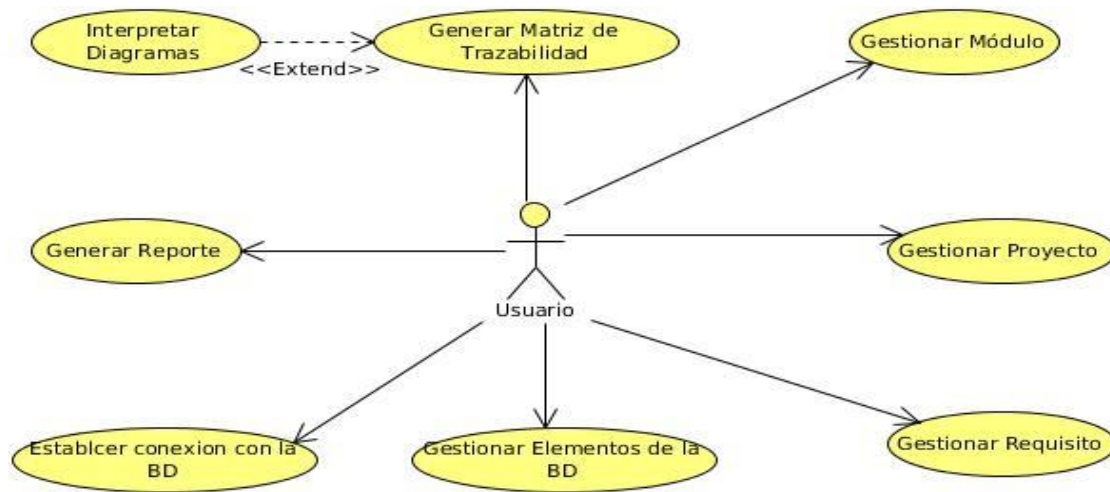 Interpretar
Diagramas
<<Extend>>
Generar Matriz de
Trazabilidad
Gestionar Módulo
Generar Reporte
Gestionar Proyecto
Usuario
Establcer conexion con la
BD
Gestionar Elementos de la
BD
Gestionar Requisito